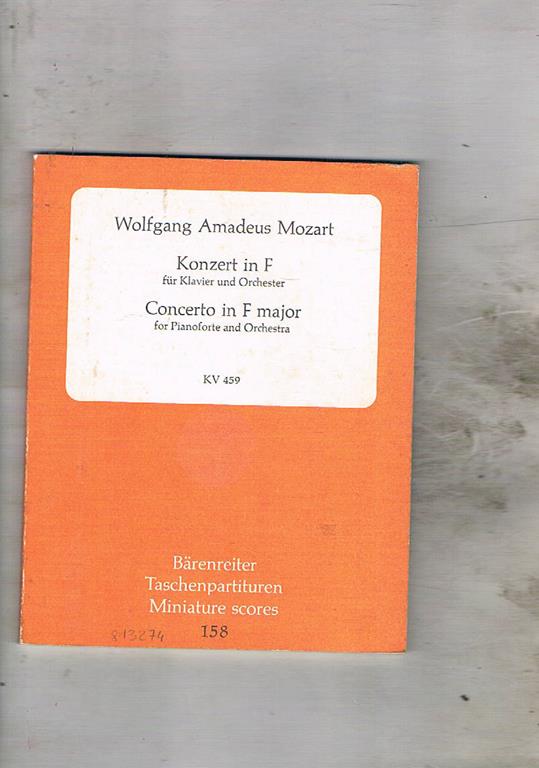 Wolfgang Amadeus Mozart
Konzert in F
für Klavier und Orchester
Concerto in F major
for Pianoforte and Orchestra
KV 459
Bärenreiter
Taschenpartituren
Miniature scores
813274 158